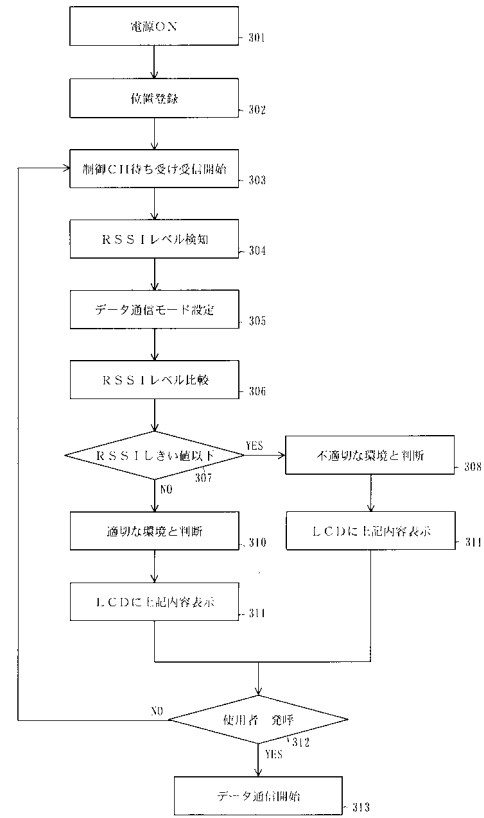 電源ON
301
位置登録
302
制御CH待ち受け受信開始
303
RSSIレベル検知
304
データ通信モード設定
305
RSSIレベル比較
306
RSSIしきい値以下
307
YES
NO
不適切な環境と判断
308
適切な環境と判断
310
LCDに上記内容表示
311
LCDに上記内容表示
311
使用者 発呼
312
NO
YES
データ通信開始
313